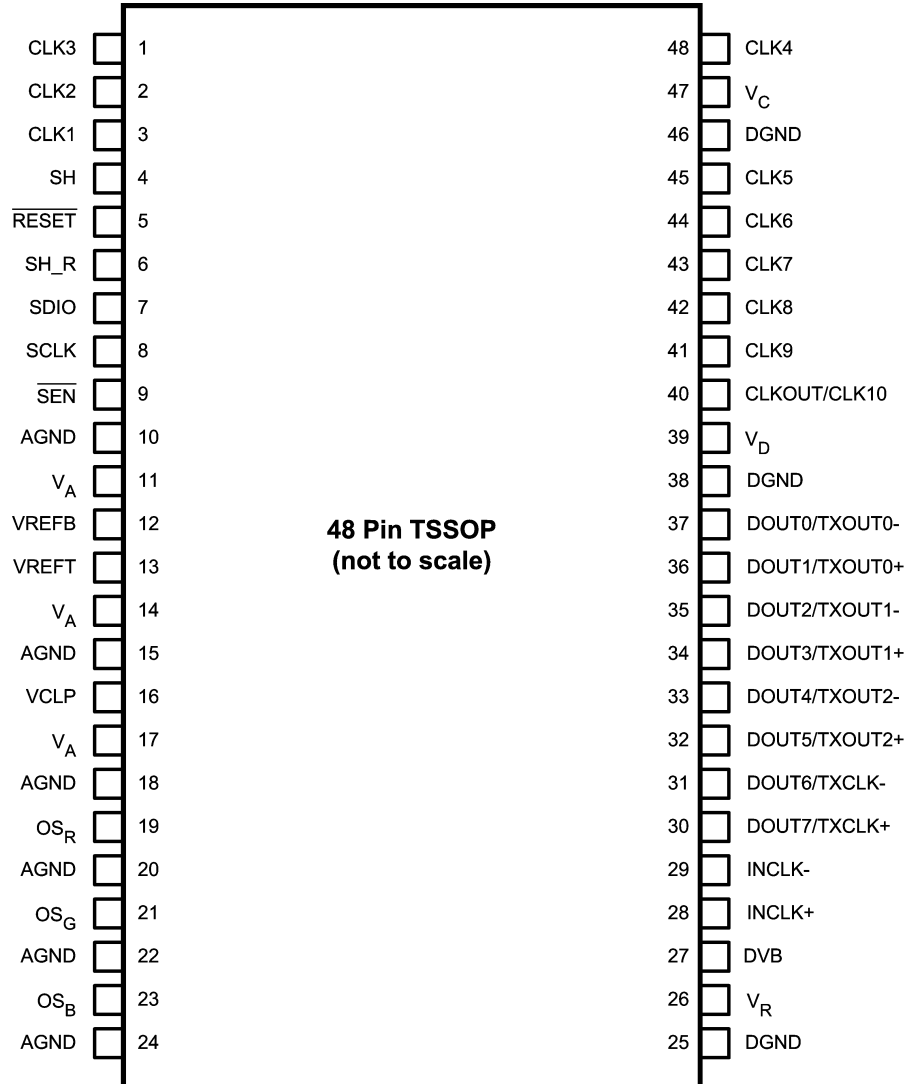 CLK3 1 48 CLK4
CLK2 2 47 VC
CLK1 3 46 DGND
SH 4 45 CLK5
RESET 5 44 CLK6
SH_R 6 43 CLK7
SDIO 7 42 CLK8
SCLK 8 41 CLK9
SEN 9 40 CLKOUT/CLK10
AGND 10 39 VD
VA 11 38 DGND
VREFB 12 37 DOUT0/TXOUT0-
VREFT 13 36 DOUT1/TXOUT0+
VA 14 35 DOUT2/TXOUT1-
AGND 15 34 DOUT3/TXOUT1+
VCLP 16 33 DOUT4/TXOUT2-
VA 17 32 DOUT5/TXOUT2+
AGND 18 31 DOUT6/TXCLK-
OSR 19 30 DOUT7/TXCLK+
AGND 20 29 INCLK-
OSG 21 28 INCLK+
AGND 22 27 DVB
OSB 23 26 VR
AGND 24 25 DGND
48 Pin TSSOP
(not to scale)